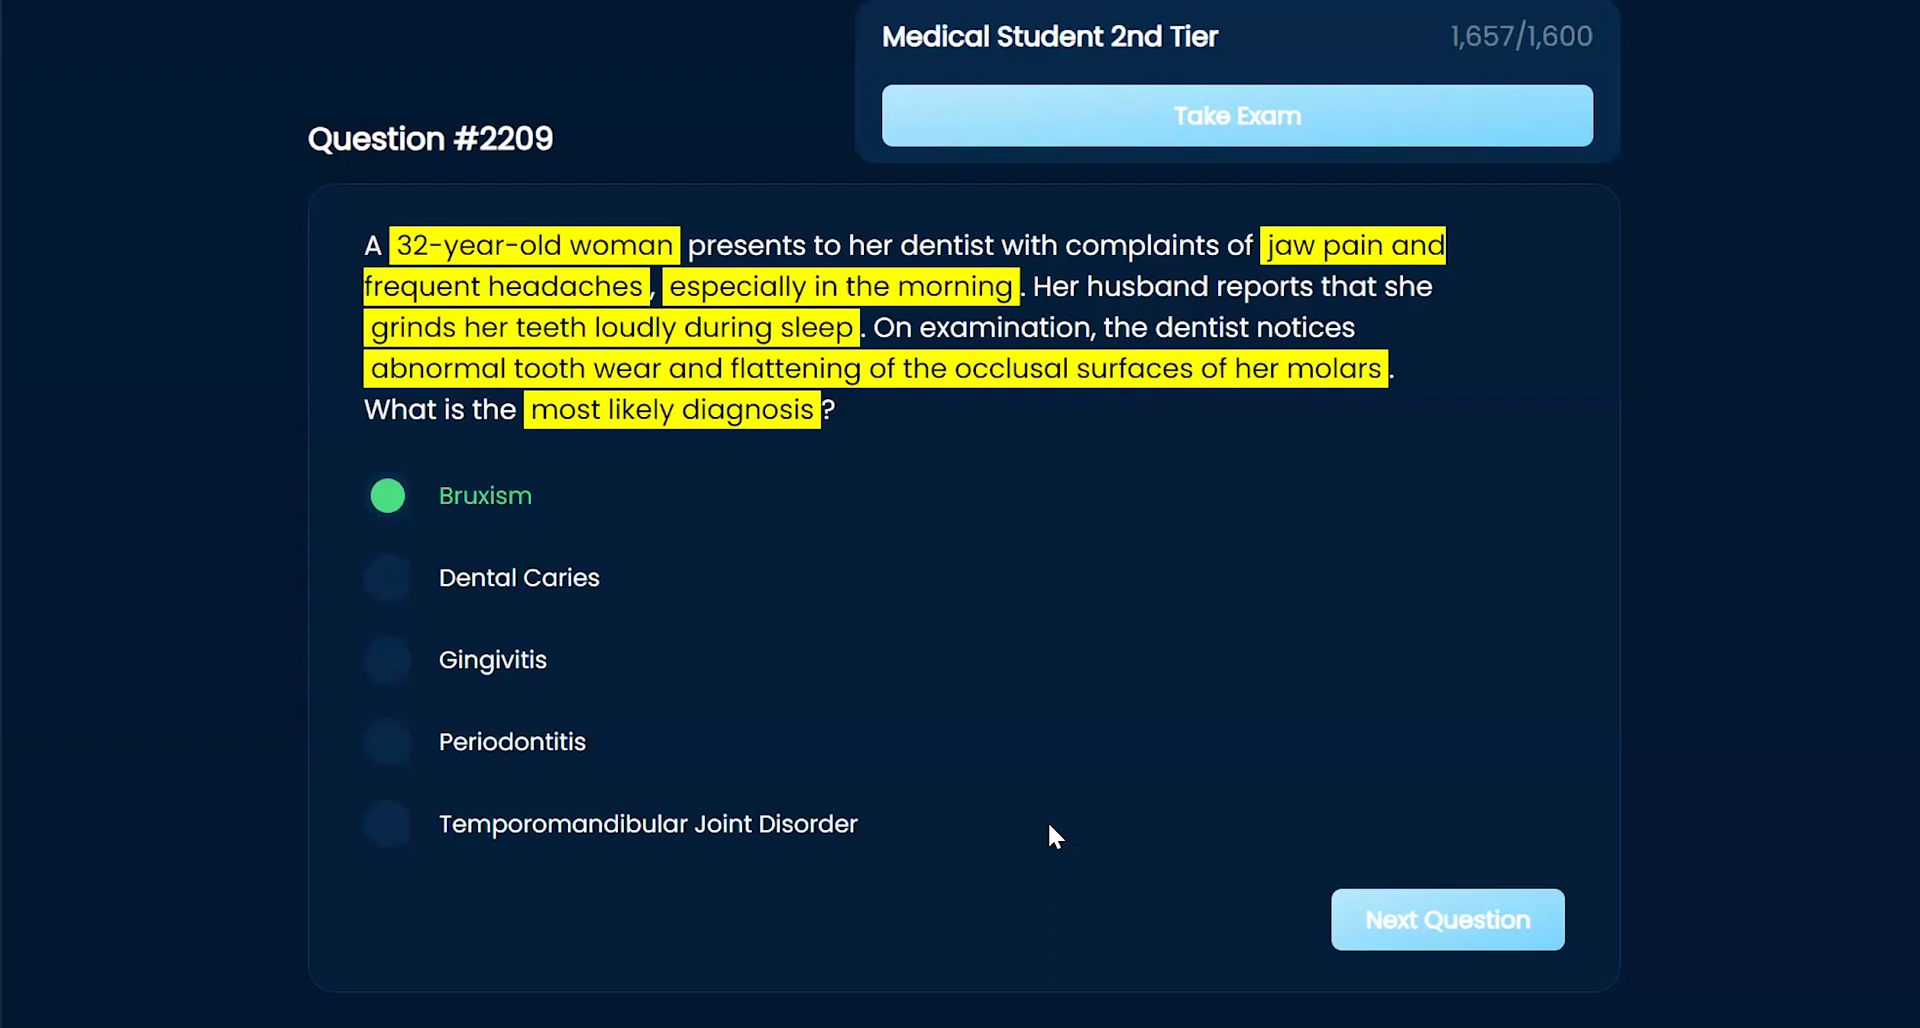 Medical Student 2nd Tier 1,657/1,600
Take Exam
Question #2209
A 32-year-old woman presents to her dentist with complaints of jaw pain and
frequent headaches, especially in the morning. Her husband reports that she
grinds her teeth loudly during sleep. On examination, the dentist notices
abnormal tooth wear and flattening of the occlusal surfaces of her molars.
What is the most likely diagnosis?
Bruxism
Dental Caries
Gingivitis
Periodontitis
Temporomandibular Joint Disorder
Next Question